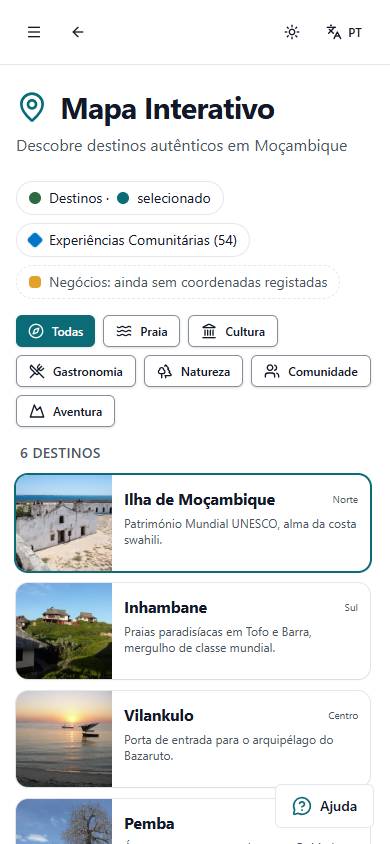 PT
Mapa Interativo
Descobre destinos autênticos em Moçambique
Destinos · selecionado
Experiências Comunitárias (54)
Negócios: ainda sem coordenadas registadas
Todas Praia Cultura
Gastronomia Natureza Comunidade
Aventura
6 DESTINOS
Ilha de Moçambique Norte
Património Mundial UNESCO, alma da costa
swahili.
Inhambane Sul
Praias paradisíacas em Tofo e Barra,
mergulho de classe mundial.
Vilankulo Centro
Porta de entrada para o arquipélago do
Bazaruto.
Ajuda
Pemba